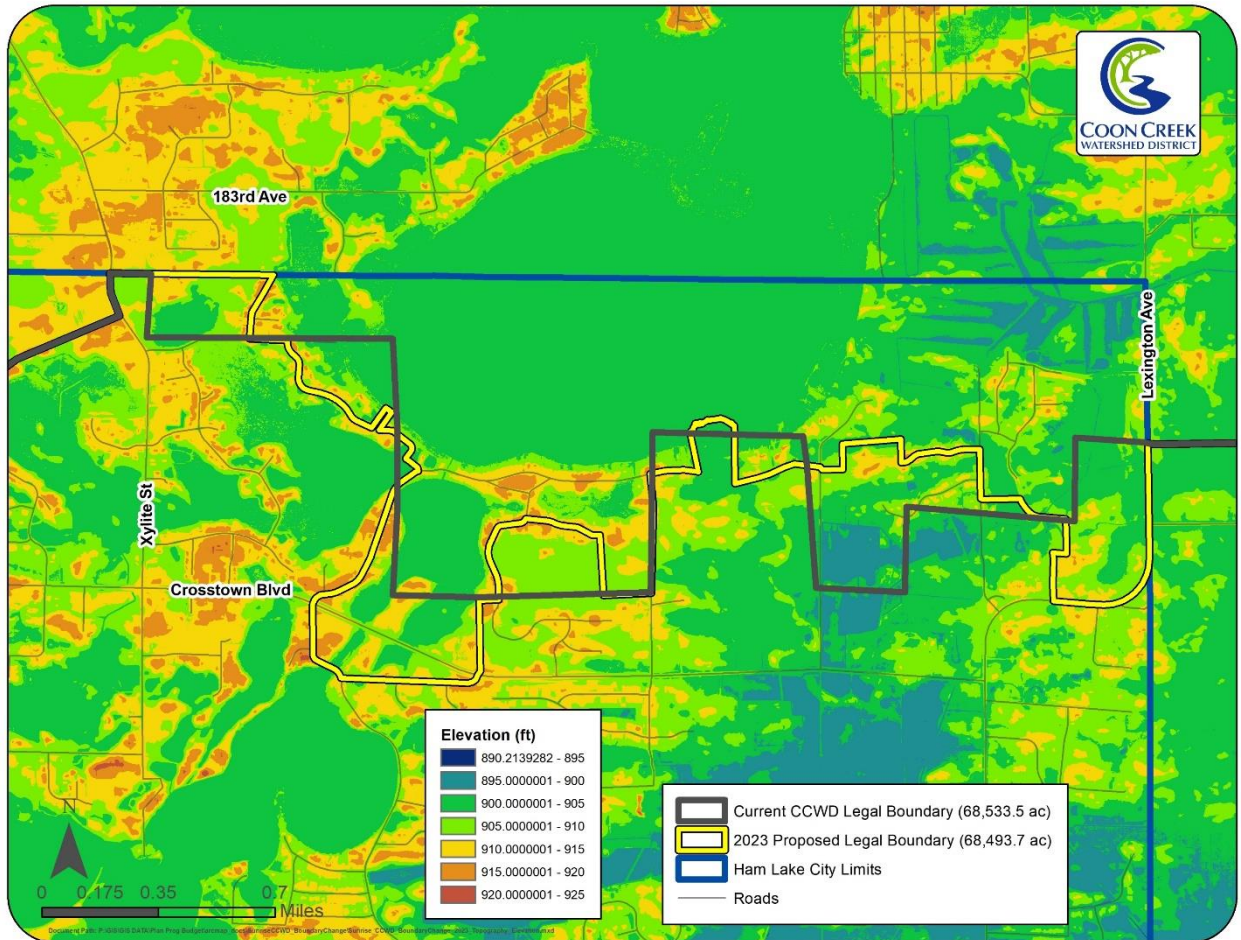 COON CREEK
WATERSHED DISTRICT
183rd Ave
Lexington Ave
Xylite St
Crosstown Blvd
Elevation (ft)
890.2139282 - 895
895.0000001 - 900
900.0000001 - 905
905.0000001 - 910
910.0000001 - 915
915.0000001 - 920
920.0000001 - 925
Current CCWD Legal Boundary (68,533.5 ac)
2023 Proposed Legal Boundary (68,493.7 ac)
Ham Lake City Limits
Roads
N
0 0.175 0.35 0.7
Miles